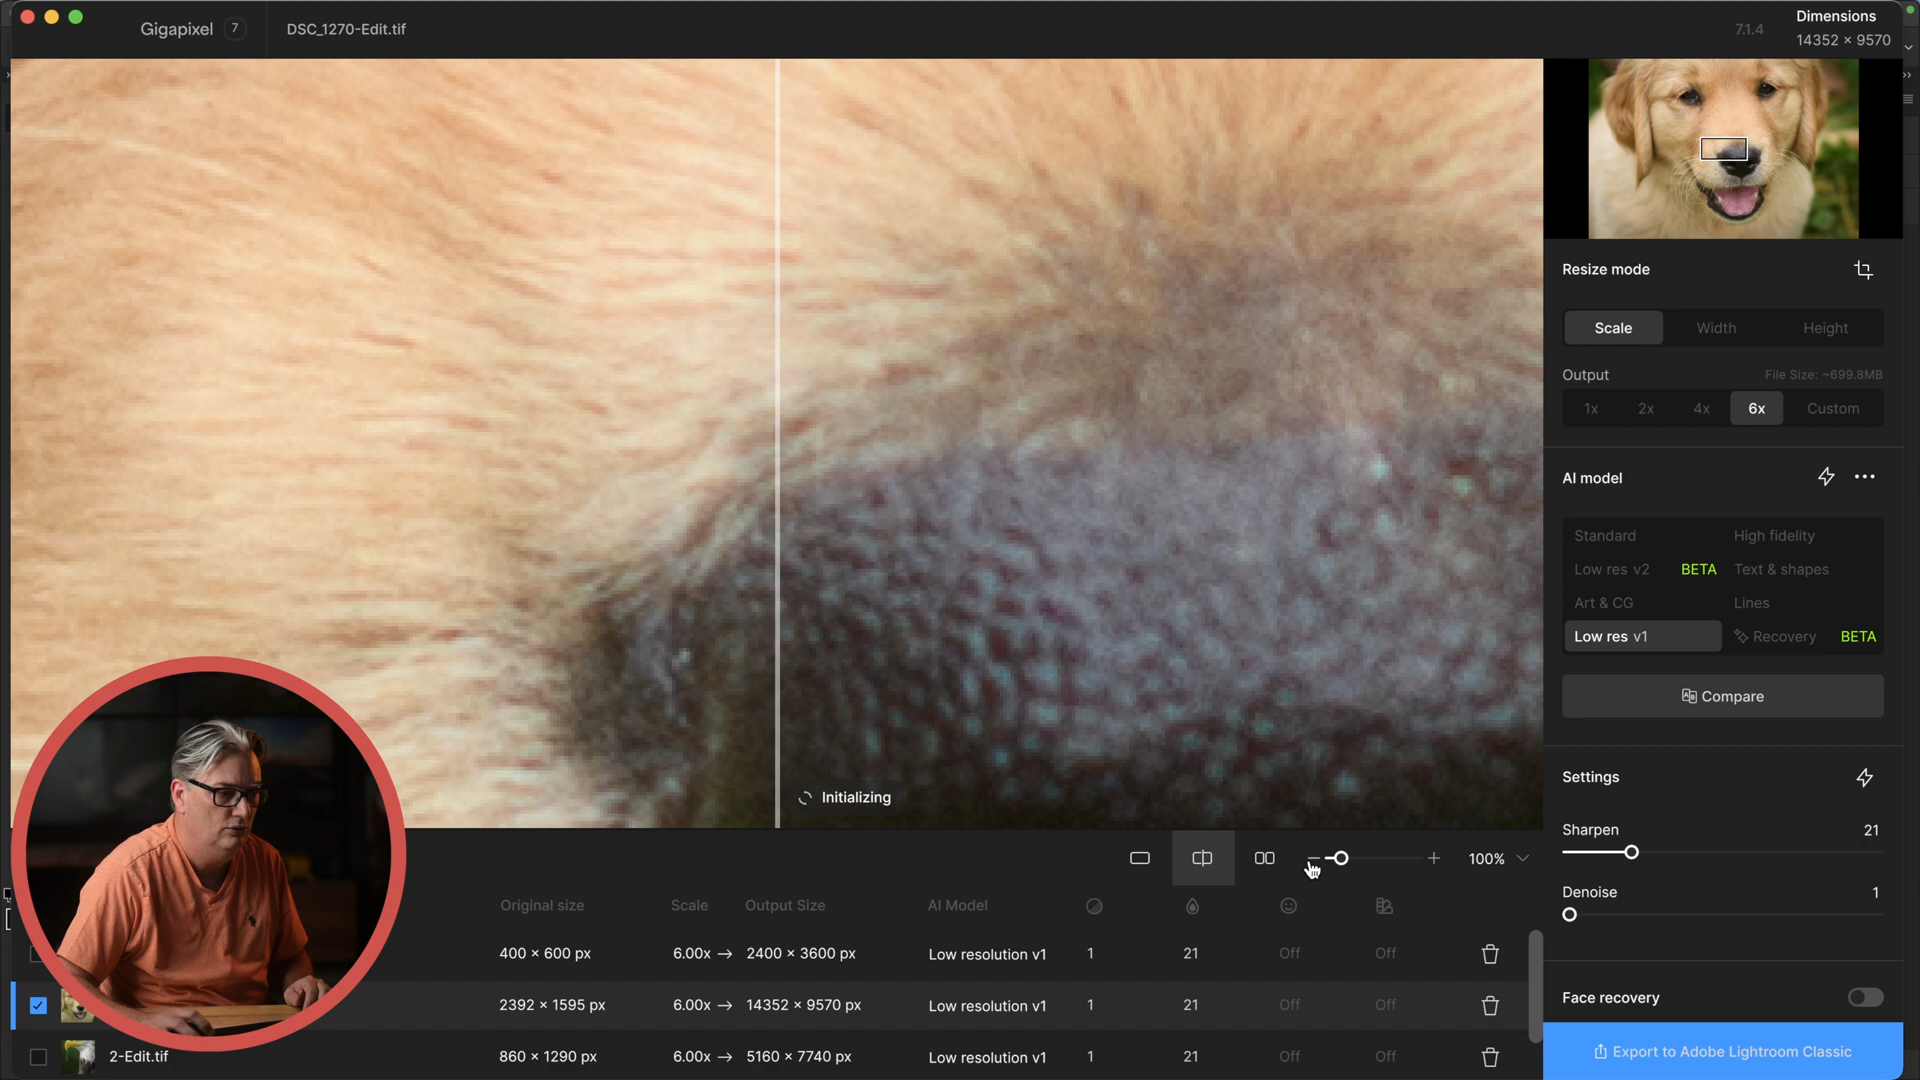 Gigapixel 7 DSC_1270-Edit.tif 7.1.4 Dimensions
14352 × 9570
Resize mode
Scale Width Height
Output File Size: ~699.8MB
1x 2x 4x 6x Custom
AI model
Standard High fidelity
Low res v2 BETA Text & shapes
Art & CG Lines
Low res v1 Recovery BETA
Compare
Settings
Initializing
Sharpen 21
100%
Denoise 1
Original size Scale Output Size AI Model
400 × 600 px 6.00x → 2400 × 3600 px Low resolution v1 1 21 Off Off
Face recovery
2392 × 1595 px 6.00x → 14352 × 9570 px Low resolution v1 1 21 Off Off
2-Edit.tif 860 × 1290 px 6.00x → 5160 × 7740 px Low resolution v1 1 21 Off Off
Export to Adobe Lightroom Classic